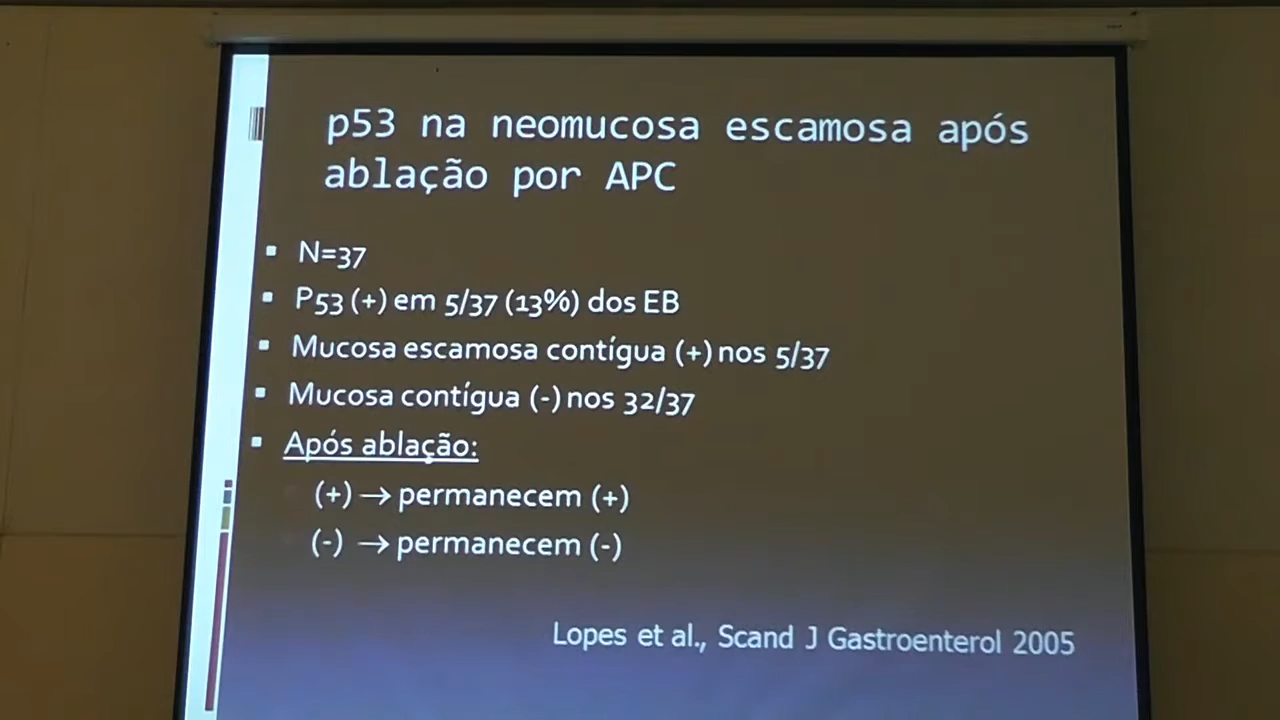 p53 na neomucosa escamosa após
ablação por APC
N=37
P53 (+) em 5/37 (13%) dos EB
Mucosa escamosa contígua (+) nos 5/37
Mucosa contígua (-) nos 32/37
Após ablação:
(+) → permanecem (+)
(-) → permanecem (-)
Lopes et al., Scand J Gastroenterol 2005